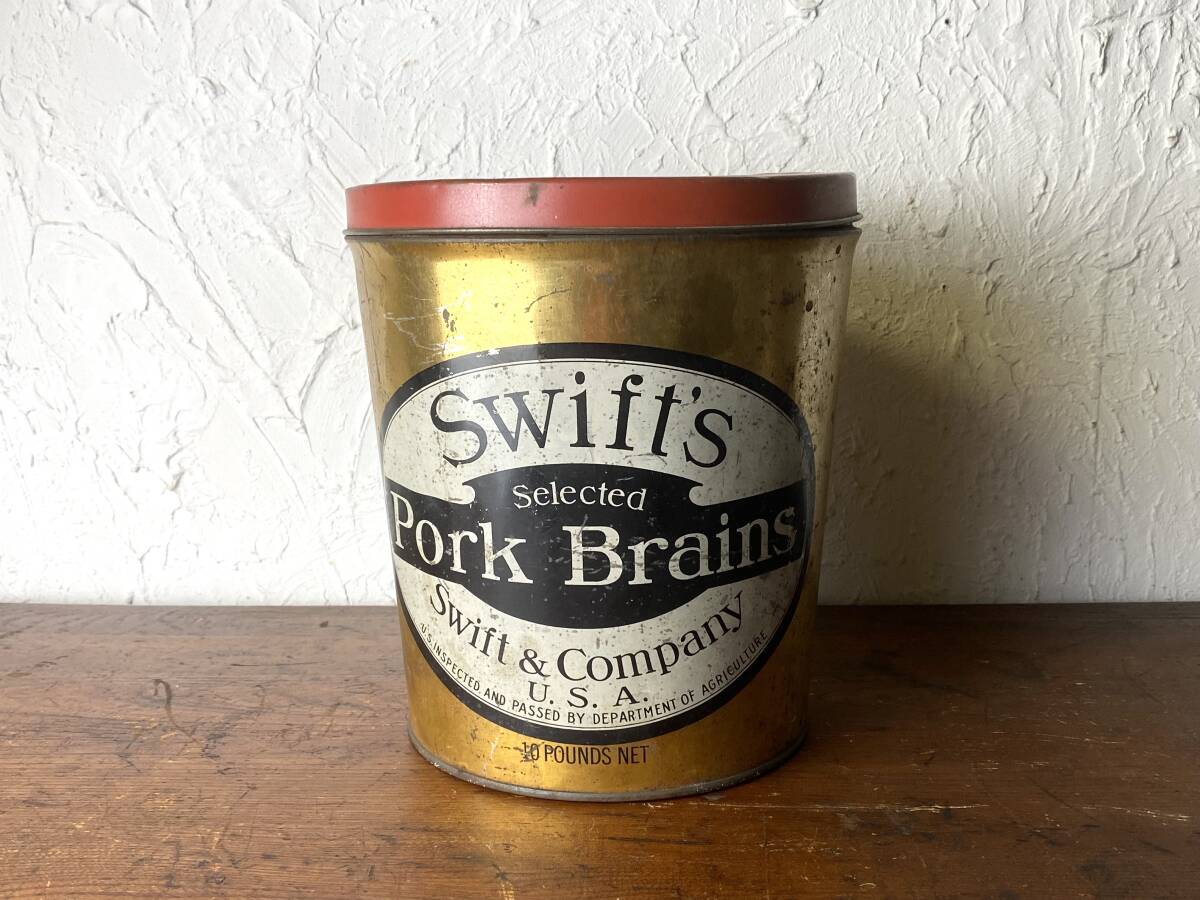 Swift's
Selected
Pork Brains
Swift & Company
U. S. A.
U.S. INSPECTED AND PASSED BY DEPARTMENT OF AGRICULTURE
10 POUNDS NET